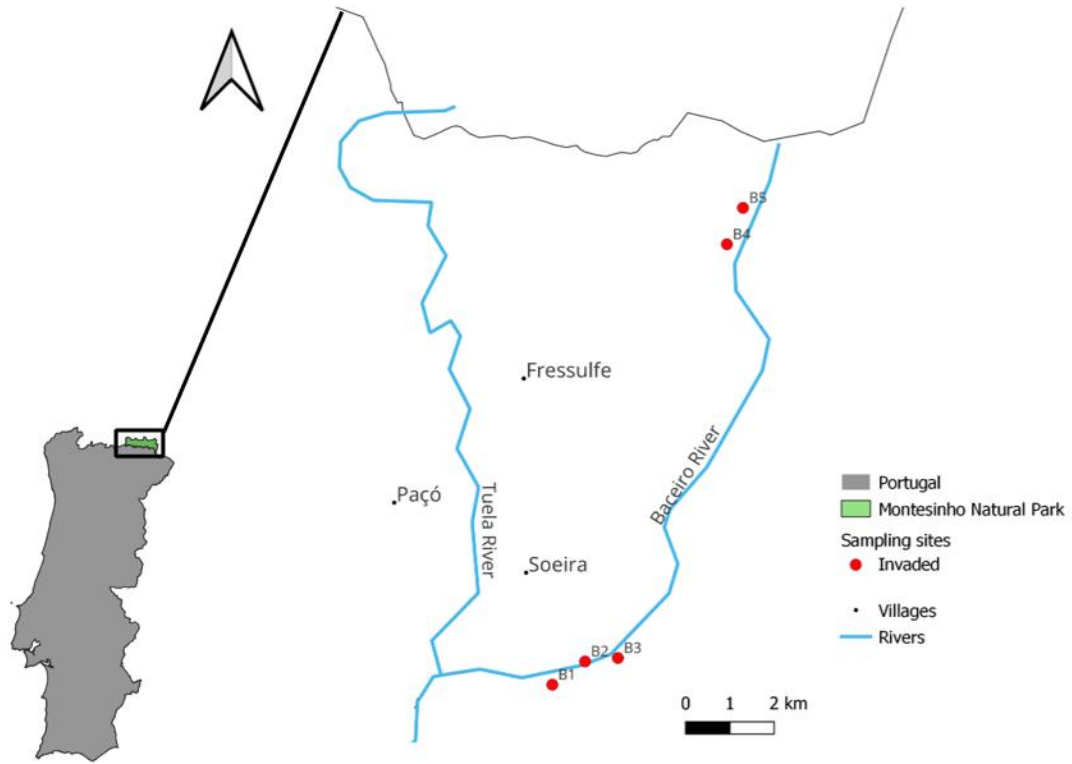 B5
B4
Fressulfe
Paçó
Tuela River
Baceiro River
Soeira
B2
B3
B1
Portugal
Montesinho Natural Park
Sampling sites
Invaded
Villages
Rivers
0 1 2 km